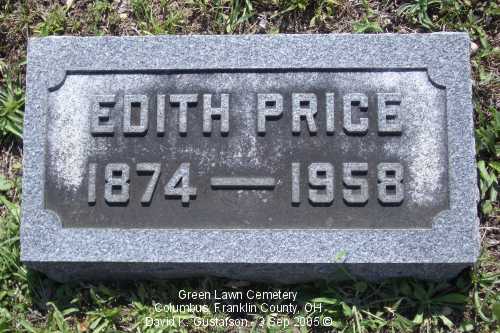 EDITH PRICE
1874 — 1958
Green Lawn Cemetery
Columbus, Franklin County, OH
David K. Gustafson - 3 Sep 2005 ©